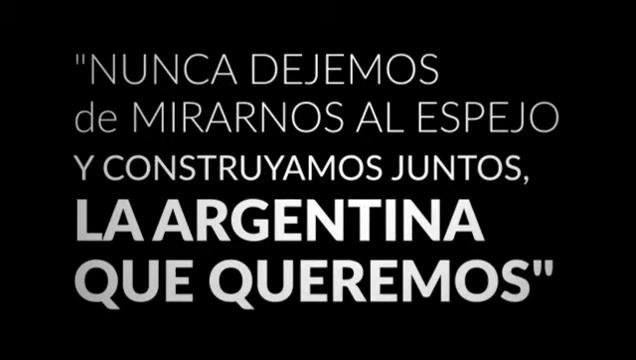 "NUNCA DEJEMOS
de MIRARNOS AL ESPEJO
Y CONSTRUYAMOS JUNTOS,
LA ARGENTINA
QUE QUEREMOS"